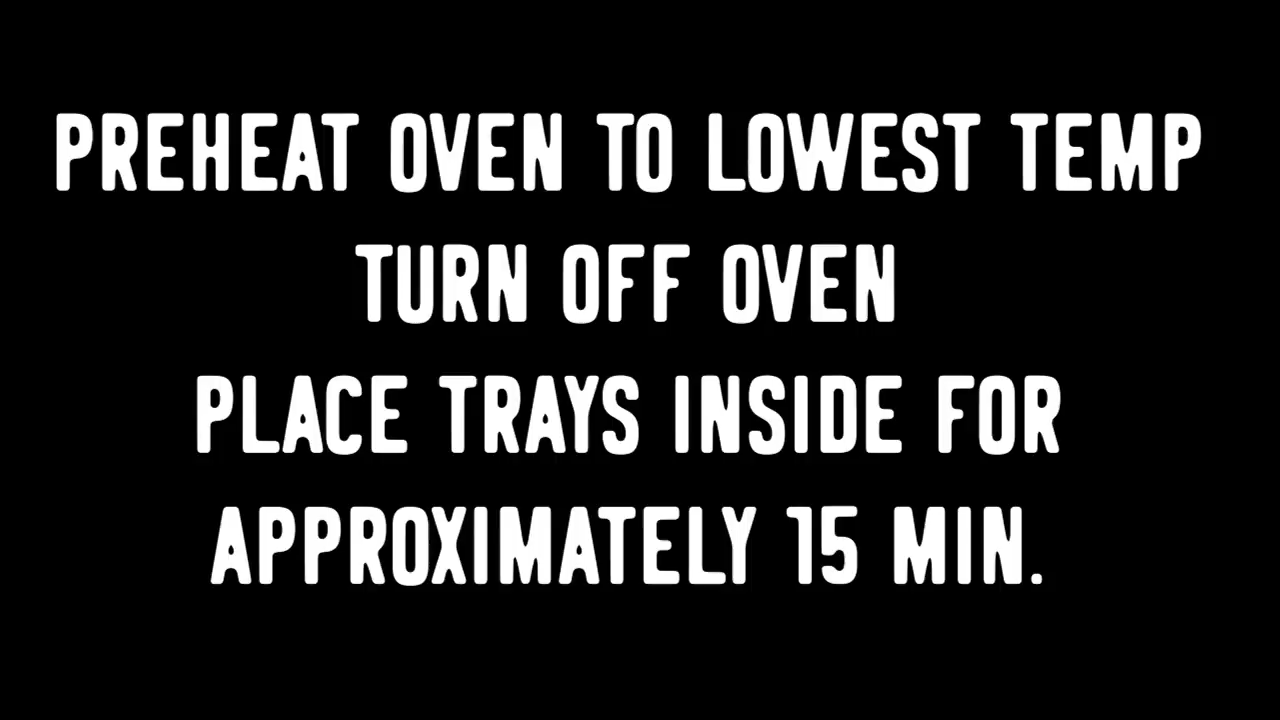 PREHEAT OVEN TO LOWEST TEMP
TURN OFF OVEN
PLACE TRAYS INSIDE FOR
APPROXIMATELY 15 MIN.